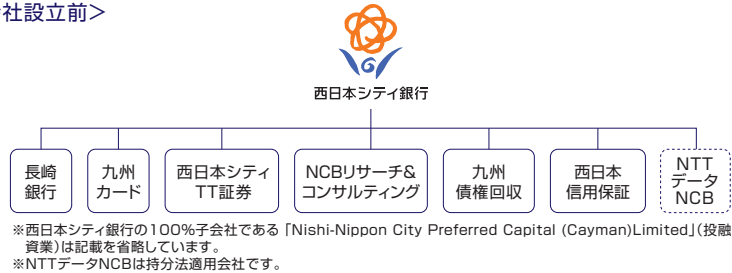 社設立前>
西日本シティ銀行
長崎
銀行
九州
カード
西日本シティ
TT証券
NCBリサーチ&
コンサルティング
九州
債権回収
西日本
信用保証
NTT
データ
NCB
※西日本シティ銀行の100%子会社である「Nishi-Nippon City Preferred Capital (Cayman)Limited」(投融
資業)は記載を省略しています。
※NTTデータNCBは持分法適用会社です。